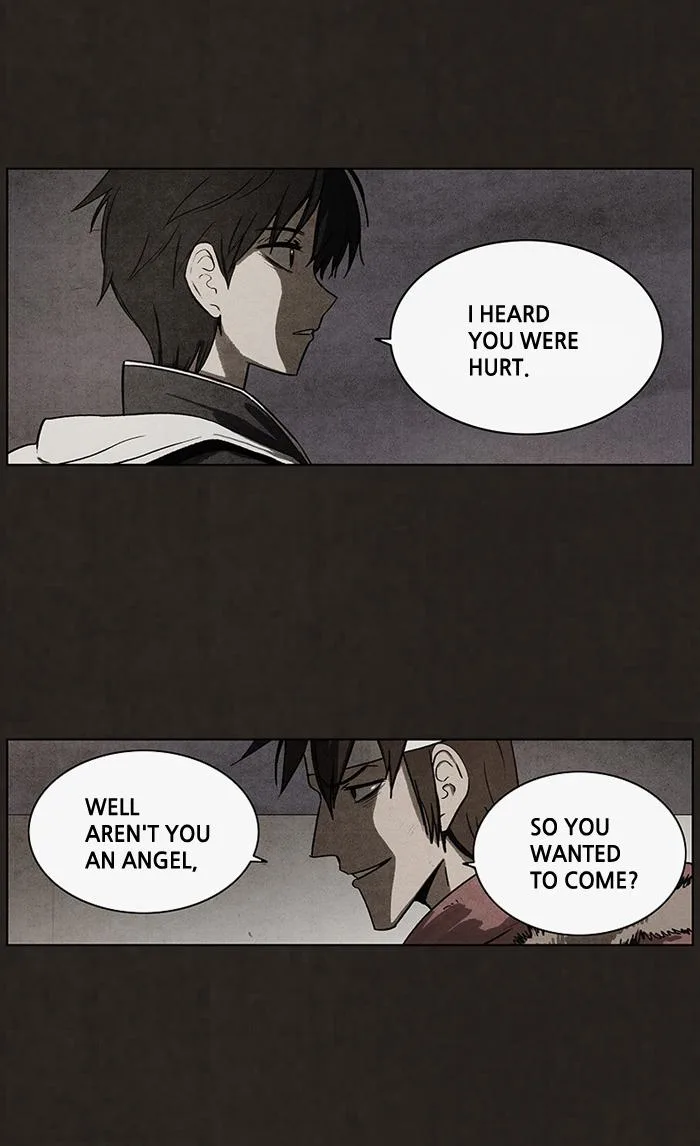 I HEARD
YOU WERE
HURT.
WELL
AREN'T YOU
AN ANGEL,
SO YOU
WANTED
TO COME?